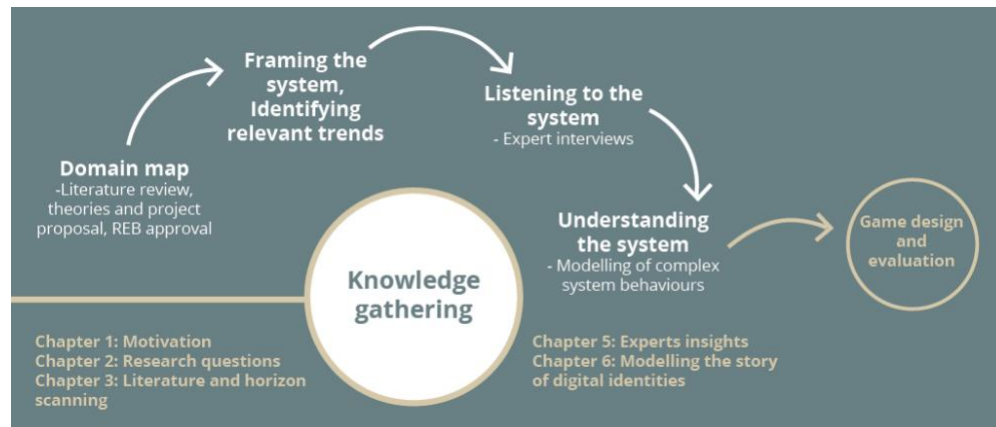 Domain map
-Literature review,
theories and project
proposal, REB approval
Framing the
system,
Identifying
relevant trends
Listening to the
system
- Expert interviews
Understanding
the system
- Modelling of complex
system behaviours
Game design
and
evaluation
Knowledge
gathering
Chapter 1: Motivation
Chapter 2: Research questions
Chapter 3: Literature and horizon
scanning
Chapter 5: Experts insights
Chapter 6: Modelling the story
of digital identities